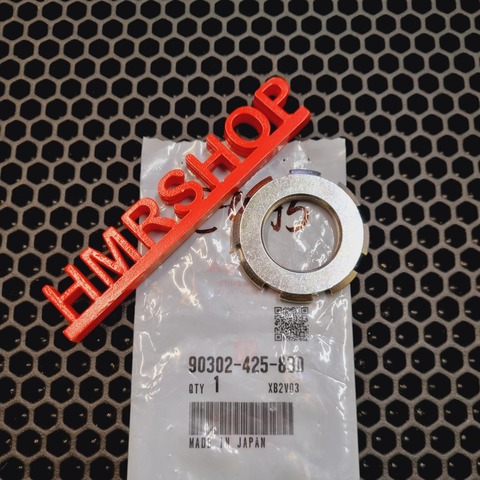 HMRSHOP
90302-425-830
QTY 1 XB2V03
MADE IN JAPAN